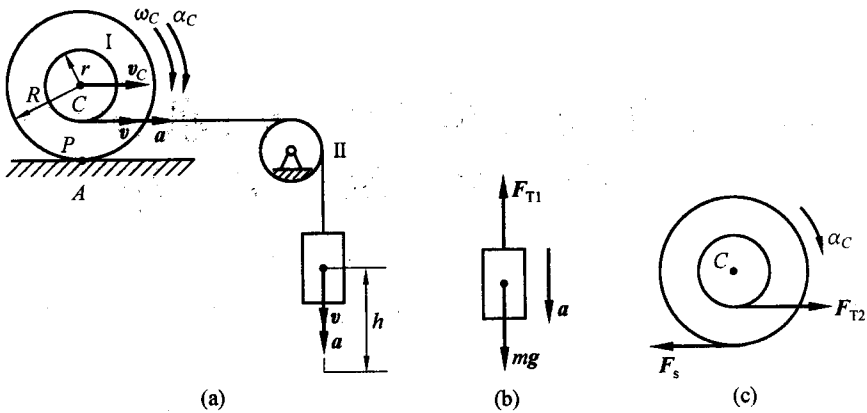 ω_C α_C
I
r
v_C
R
C
v a
P
A
II
v
a
h
(a)
F_T1
a
mg
(b)
α_C
C
F_T2
F_s
(c)